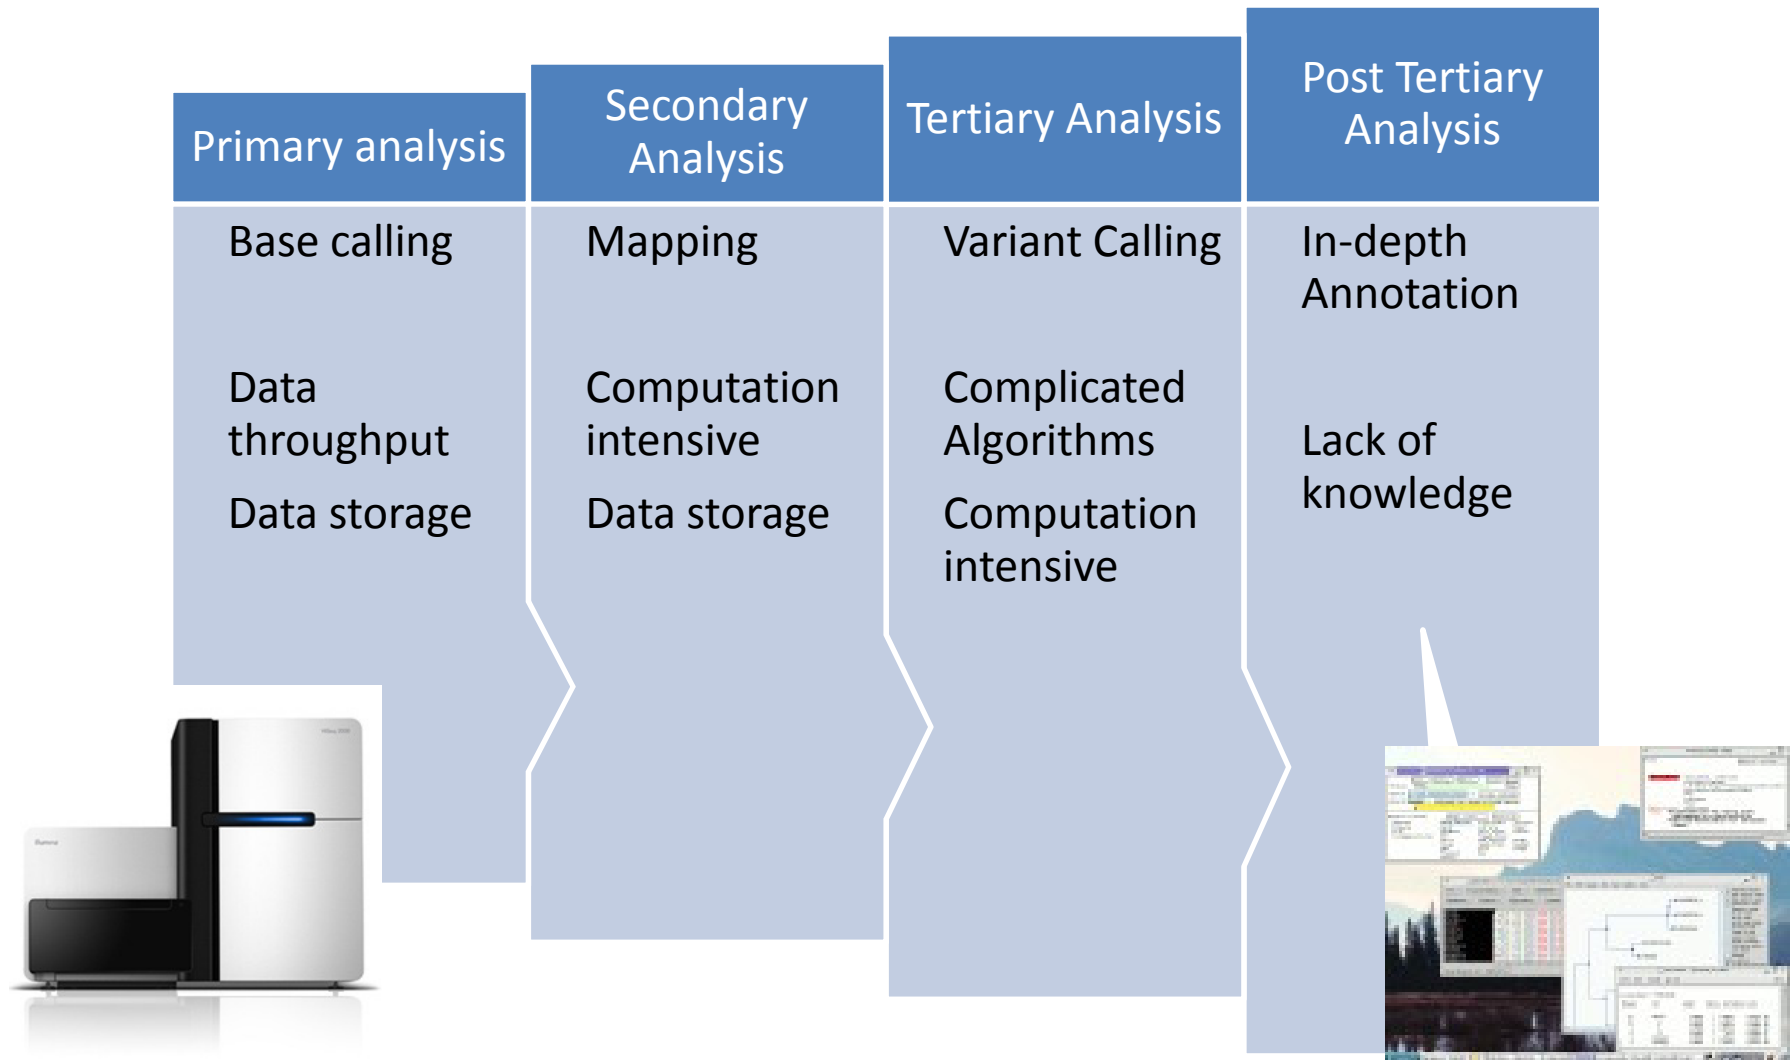 Primary analysis
Base calling
Data
throughput
Data storage
Secondary
Analysis
Mapping
Computation
intensive
Data storage
Tertiary Analysis
Variant Calling
Complicated
Algorithms
Computation
intensive
Post Tertiary
Analysis
In-depth
Annotation
Lack of
knowledge